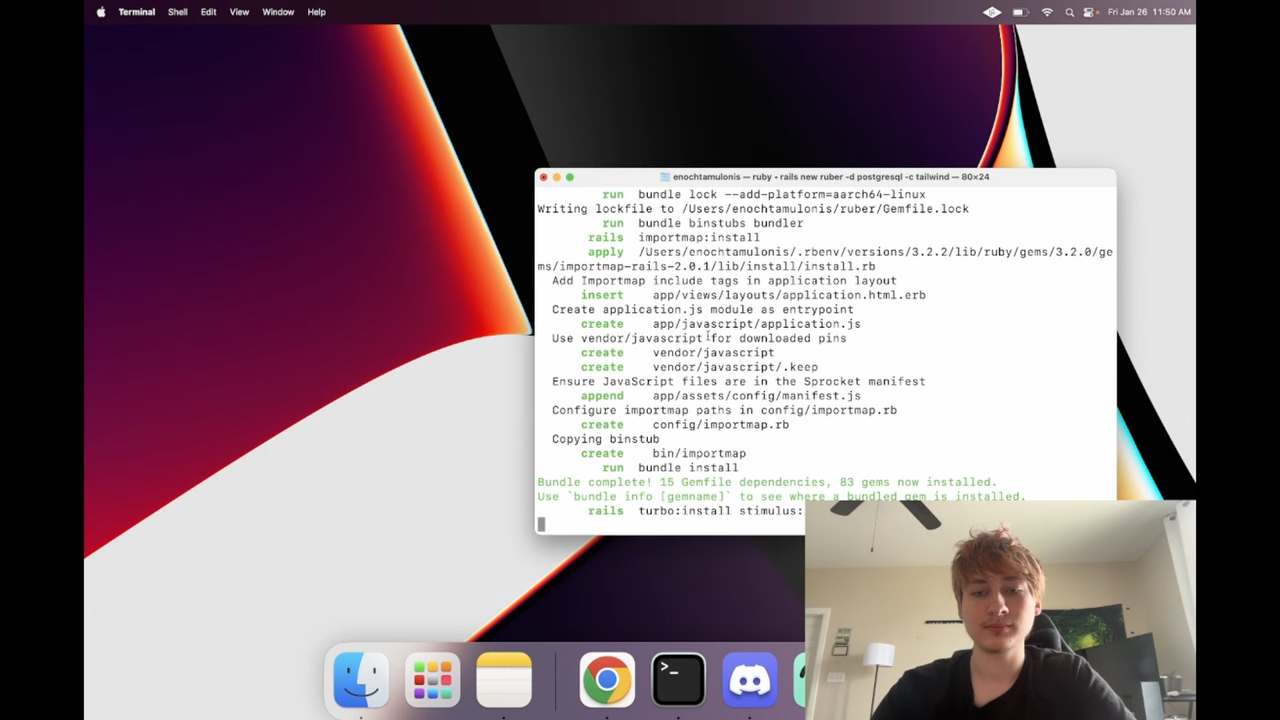 Terminal Shell Edit View Window Help Fri Jan 26 11:50 AM
enochtamulonis — ruby • rails new ruber -d postgresql -c tailwind — 80×24
run bundle lock --add-platform=aarch64-linux
Writing lockfile to /Users/enochtamulonis/ruber/Gemfile.lock
run bundle binstubs bundler
rails importmap:install
apply /Users/enochtamulonis/.rbenv/versions/3.2.2/lib/ruby/gems/3.2.0/ge
ms/importmap-rails-2.0.1/lib/install/install.rb
Add Importmap include tags in application layout
insert app/views/layouts/application.html.erb
Create application.js module as entrypoint
create app/javascript/application.js
Use vendor/javascript for downloaded pins
create vendor/javascript
create vendor/javascript/.keep
Ensure JavaScript files are in the Sprocket manifest
append app/assets/config/manifest.js
Configure importmap paths in config/importmap.rb
create config/importmap.rb
Copying binstub
create bin/importmap
run bundle install
Bundle complete! 15 Gemfile dependencies, 83 gems now installed.
Use `bundle info [gemname]` to see where a bundled gem is installed.
rails turbo:install stimulus:
>_